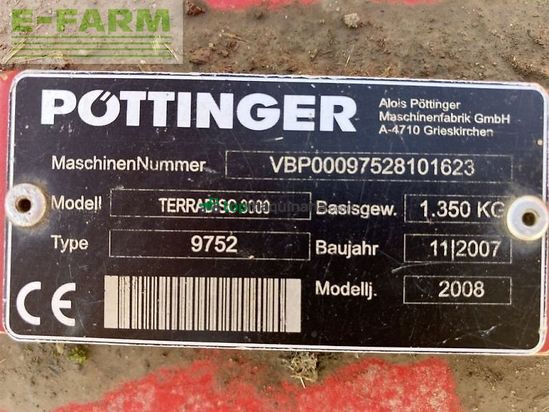 E-FARM
PÖTTINGER
Alois Pöttinger
Maschinenfabrik GmbH
A-4710 Grieskirchen
MaschinenNummer VBP00097528101623
Modell Basisgew. 1.350 KG
Type 9752 Baujahr 11|2007
Modellj. 2008
CE